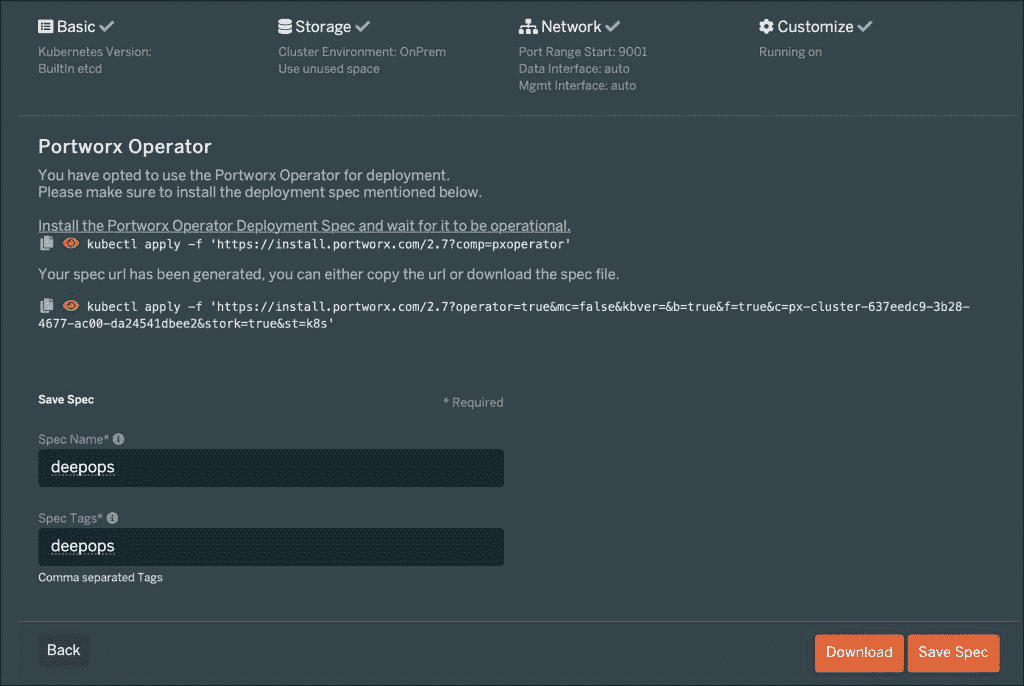 Basic
Storage
Network
Customize
Kubernetes Version:
BuiltIn etcd
Cluster Environment: OnPrem
Use unused space
Port Range Start: 9001
Data Interface: auto
Mgmt Interface: auto
Running on
Portworx Operator
You have opted to use the Portworx Operator for deployment.
Please make sure to install the deployment spec mentioned below.
Install the Portworx Operator Deployment Spec and wait for it to be operational.
kubectl apply -f 'https://install.portworx.com/2.7?comp=pxoperator'
Your spec url has been generated, you can either copy the url or download the spec file.
kubectl apply -f 'https://install.portworx.com/2.7?operator=true&mc=false&kbver=&b=true&f=true&c=px-cluster-637eedc9-3b28-
4677-ac00-da24541dbee2&stork=true&st=k8s'
Save Spec
* Required
Spec Name*
deepops
Spec Tags*
deepops
Comma separated Tags
Back
Download
Save Spec